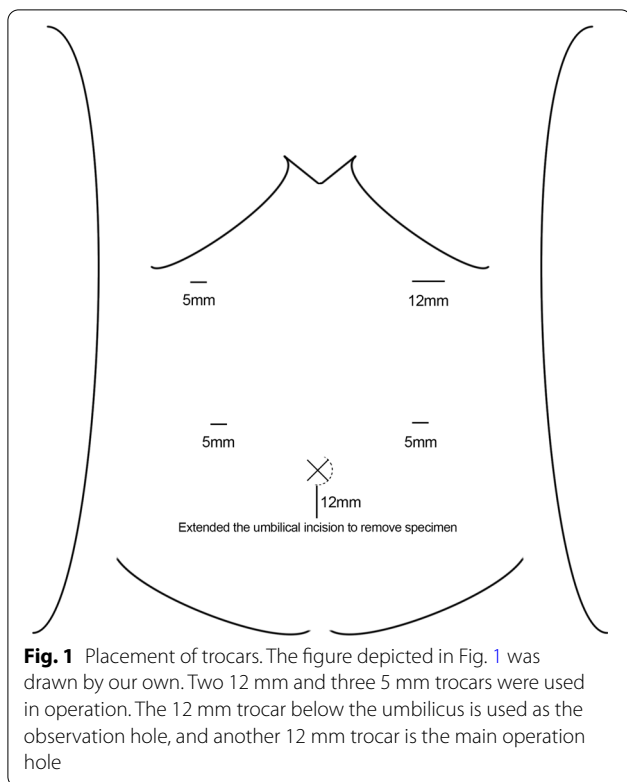 5mm
12mm
5mm
5mm
12mm
Extended the umbilical incision to remove specimen
Fig. 1 Placement of trocars. The figure depicted in Fig. 1 was
drawn by our own. Two 12 mm and three 5 mm trocars were used
in operation. The 12 mm trocar below the umbilicus is used as the
observation hole, and another 12 mm trocar is the main operation
hole